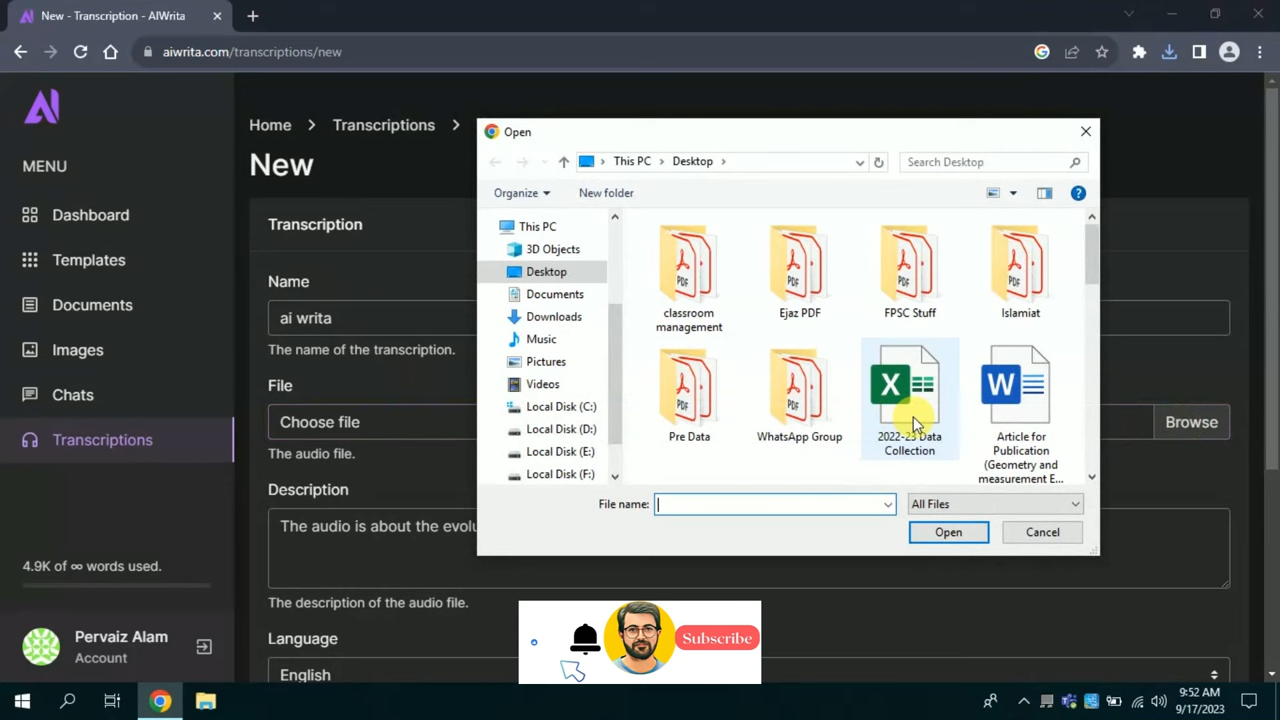 New - Transcription - AIWrita
aiwrita.com/transcriptions/new
MENU
Dashboard
Templates
Documents
Images
Chats
Transcriptions
4.9K of ∞ words used.
Pervaiz Alam
Account
Home > Transcriptions >
New
Transcription
Name
ai writa
The name of the transcription.
File
Choose file
Browse
The audio file.
Description
The audio is about the evolu
The description of the audio file.
Language
English
Open
This PC > Desktop >
Search Desktop
Organize
New folder
This PC
3D Objects
Desktop
Documents
Downloads
Music
Pictures
Videos
Local Disk (C:)
Local Disk (D:)
Local Disk (E:)
Local Disk (F:)
classroom
management
Ejaz PDF
FPSC Stuff
Islamiat
Pre Data
WhatsApp Group
2022-23 Data
Collection
Article for
Publication
(Geometry and
measurement E...
File name:
All Files
Open
Cancel
Subscribe
9:52 AM
9/17/2023